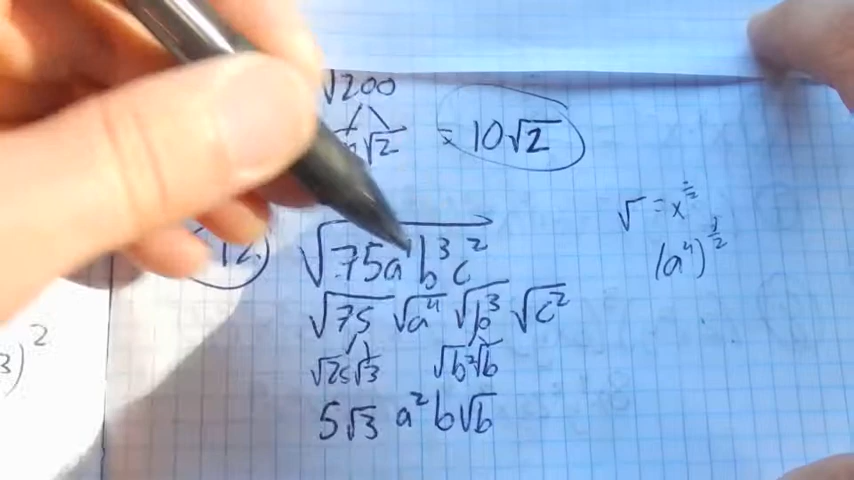 √200
√2 = 10√2
√ = x^½
12. √75a⁴b³c²
(a⁴)^½
√75 √a⁴ √b³ √c²
3)²
√25√3 √b²√b
5√3 a² b√b